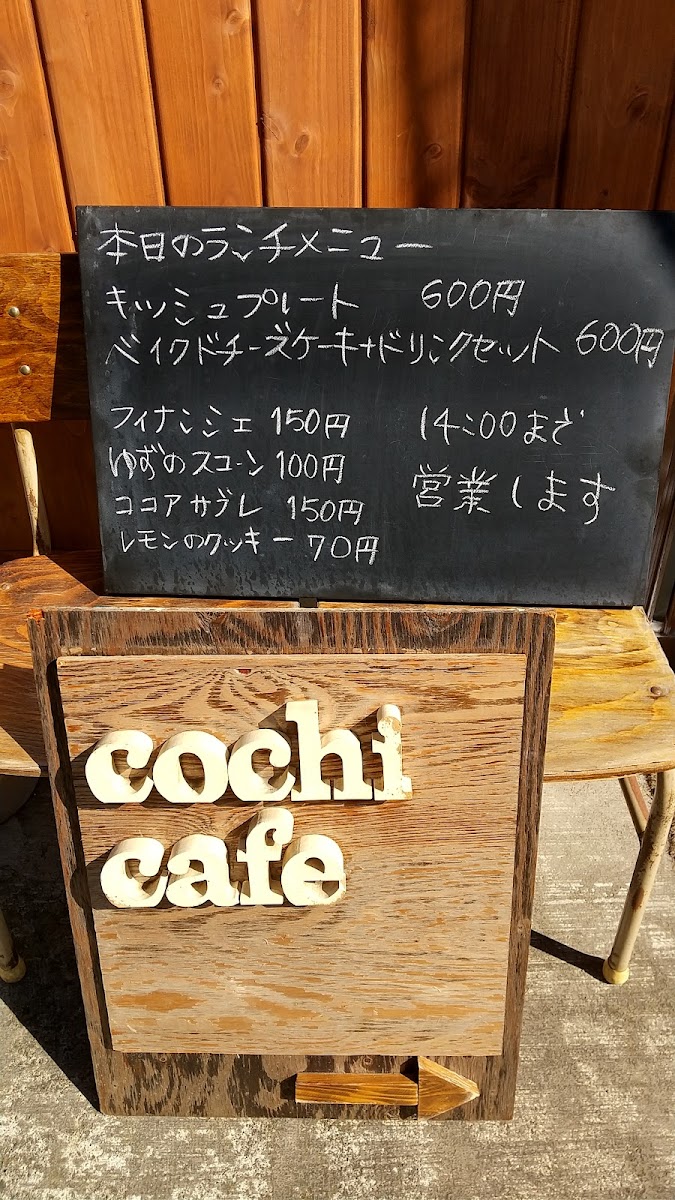 本日のランチメニュー
キッシュプレート 600円
ベイクドチーズケーキ+ドリンクセット 600円
フィナンシェ 150円
ゆずのスコーン 100円
ココアサブレ 150円
レモンのクッキー 70円
14:00まで
営業します
cochi
cafe